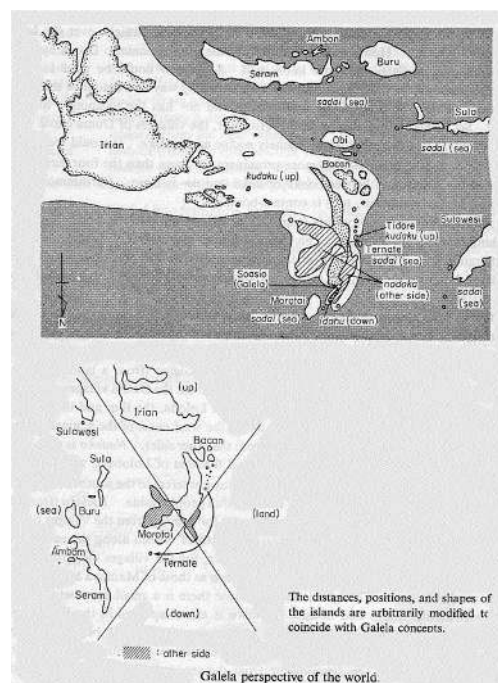 Ambon
Seram
Buru
sadai (sea)
Sula
sadai (sea)
Irian
Obi
Bacan
kudaku (up)
Sulawesi
Tidore
kudaku (up)
Ternate
sadai (sea)
Soasio
(Galela)
nadoka
(other side)
Morotai
sadai (sea)
idahu (down)
sadai
(sea)
N
(up)
Irian
Sulawesi
Bacan
Sula
(sea)
Buru
(land)
Morotai
Ambam
Ternate
Seram
(down)
The distances, positions, and shapes of
the islands are arbitrarily modified to
coincide with Galela concepts.
: other side
Galela perspective of the world.